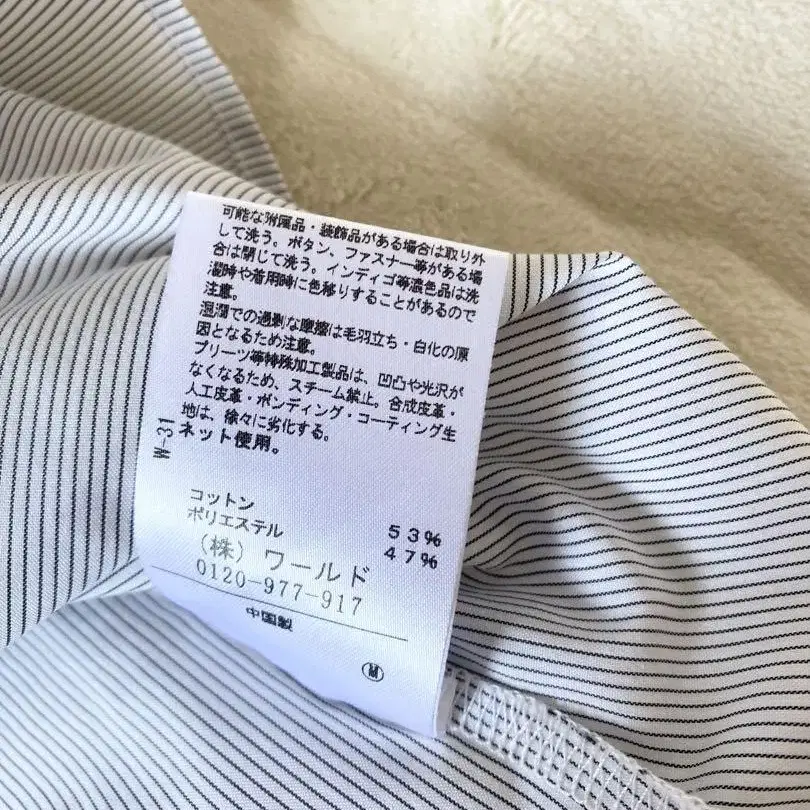 可能な附属品・装飾品がある場合は取り外
して洗う。ボタン、ファスナー等がある場
合は閉じて洗う。インディゴ等濃色品は洗
濯時や着用時に色移りすることがあるので
注意。
湿潤での過剰な摩擦は毛羽立ち・白化の原
因となるため注意。
プリーツ等特殊加工製品は、凹凸や光沢が
なくなるため、スチーム禁止。合成皮革・
人工皮革・ボンディング・コーティング生
地は、徐々に劣化する。
ネット使用。
W-31
コットン 53%
ポリエステル 47%
(株) ワールド
0120-977-917
中国製
M